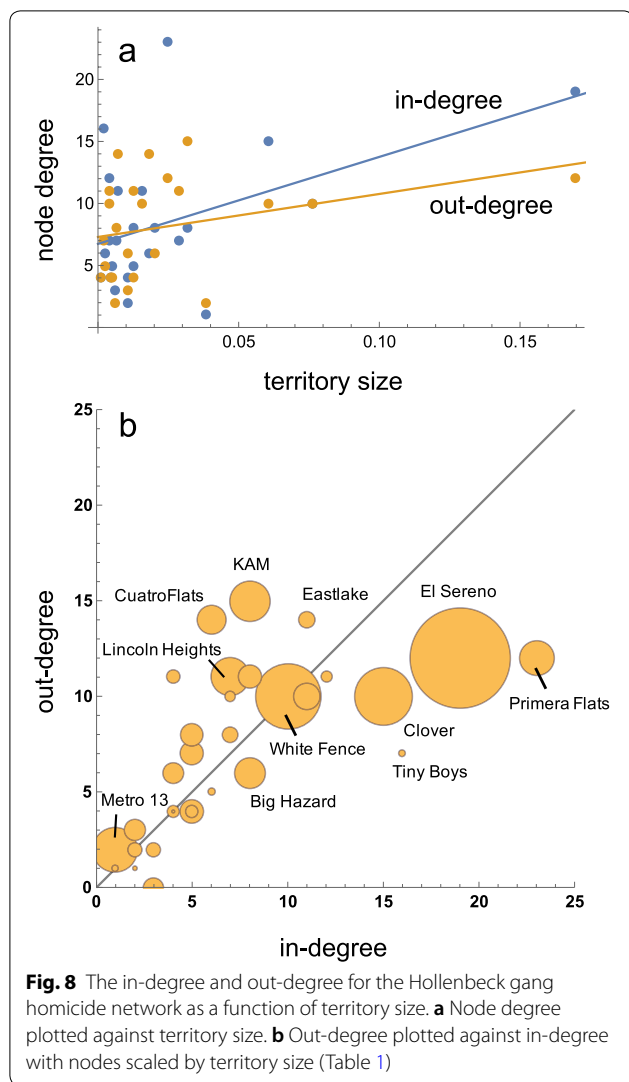 a
node degree
20
15
10
5
in-degree
out-degree
0.05
0.10
0.15
territory size
b
out-degree
25
20
15
10
5
0
KAM
CuatroFlats
Eastlake
El Sereno
Lincoln Heights
Primera Flats
White Fence
Clover
Tiny Boys
Big Hazard
Metro 13
0
5
10
15
20
25
in-degree
Fig. 8 The in-degree and out-degree for the Hollenbeck gang
homicide network as a function of territory size. a Node degree
plotted against territory size. b Out-degree plotted against in-degree
with nodes scaled by territory size (Table 1)